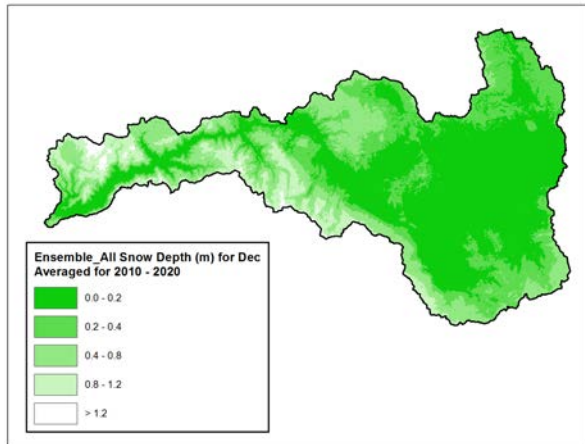 Ensemble_All Snow Depth (m) for Dec
Averaged for 2010 - 2020
0.0 - 0.2
0.2 - 0.4
0.4 - 0.8
0.8 - 1.2
> 1.2